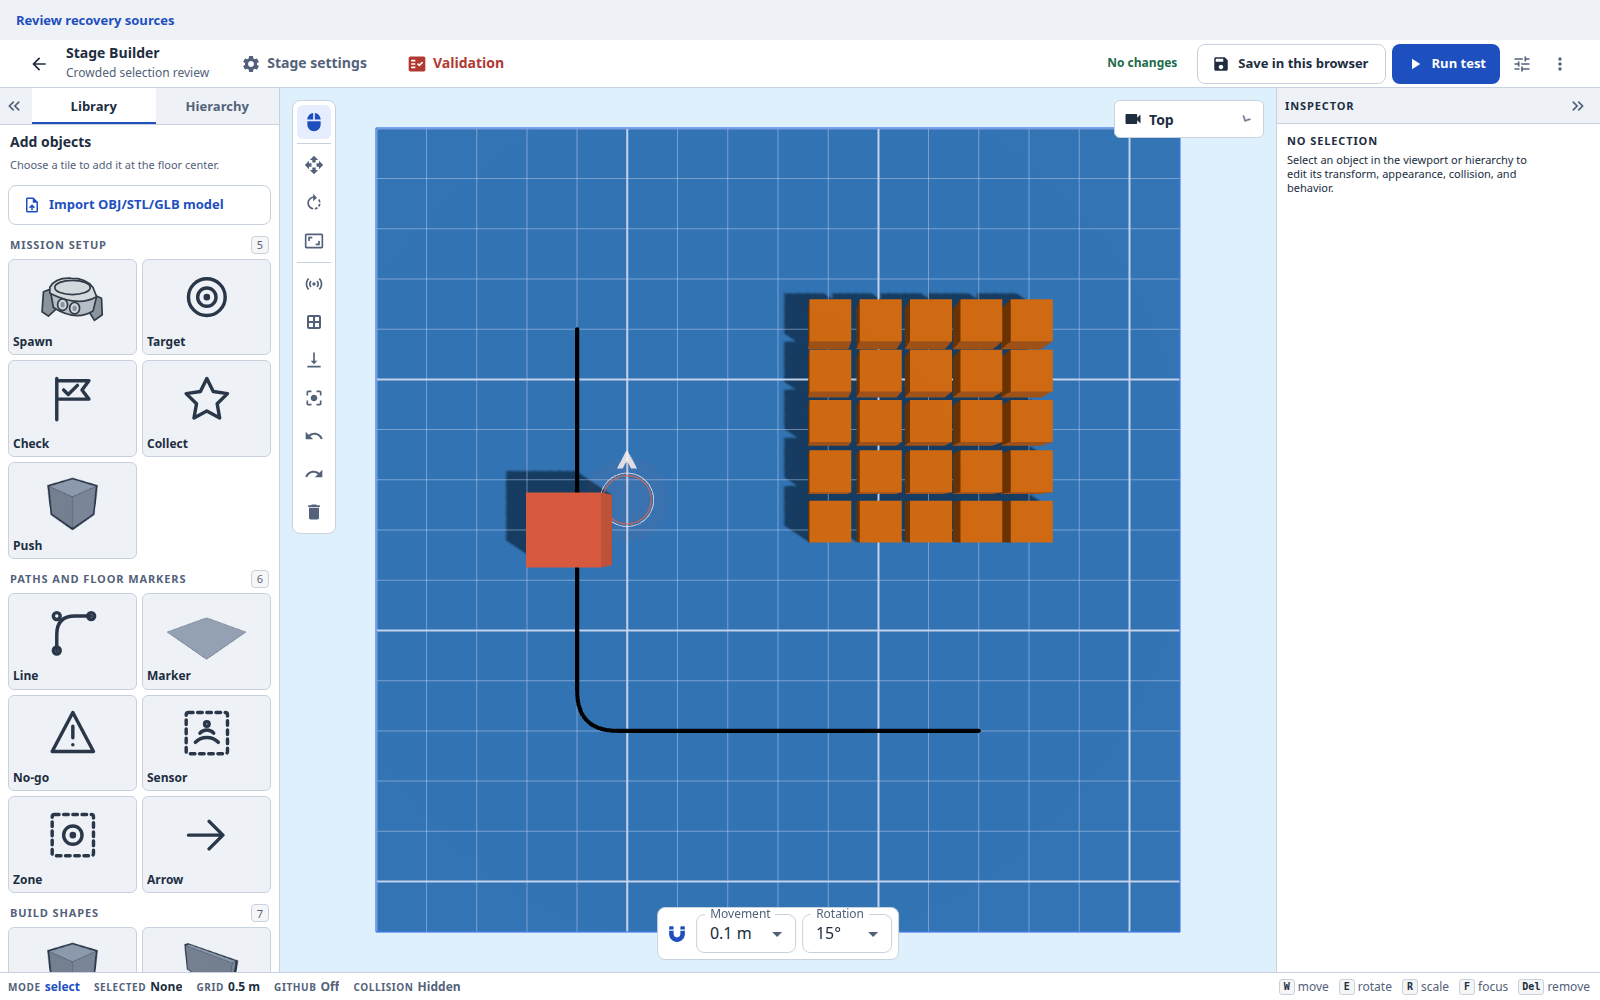 Review recovery sources
Stage Builder
Crowded selection review
Stage settings
Validation
No changes
Save in this browser
Run test
Library
Hierarchy
Add objects
Choose a tile to add it at the floor center.
Import OBJ/STL/GLB model
MISSION SETUP 5
Spawn
Target
Check
Collect
Push
PATHS AND FLOOR MARKERS 6
Line
Marker
No-go
Sensor
Zone
Arrow
BUILD SHAPES 7
Top
Movement
0.1 m
Rotation
15°
INSPECTOR
NO SELECTION
Select an object in the viewport or hierarchy to
edit its transform, appearance, collision, and
behavior.
MODE select SELECTED None GRID 0.5 m GITHUB Off COLLISION Hidden
W move E rotate R scale F focus Del remove